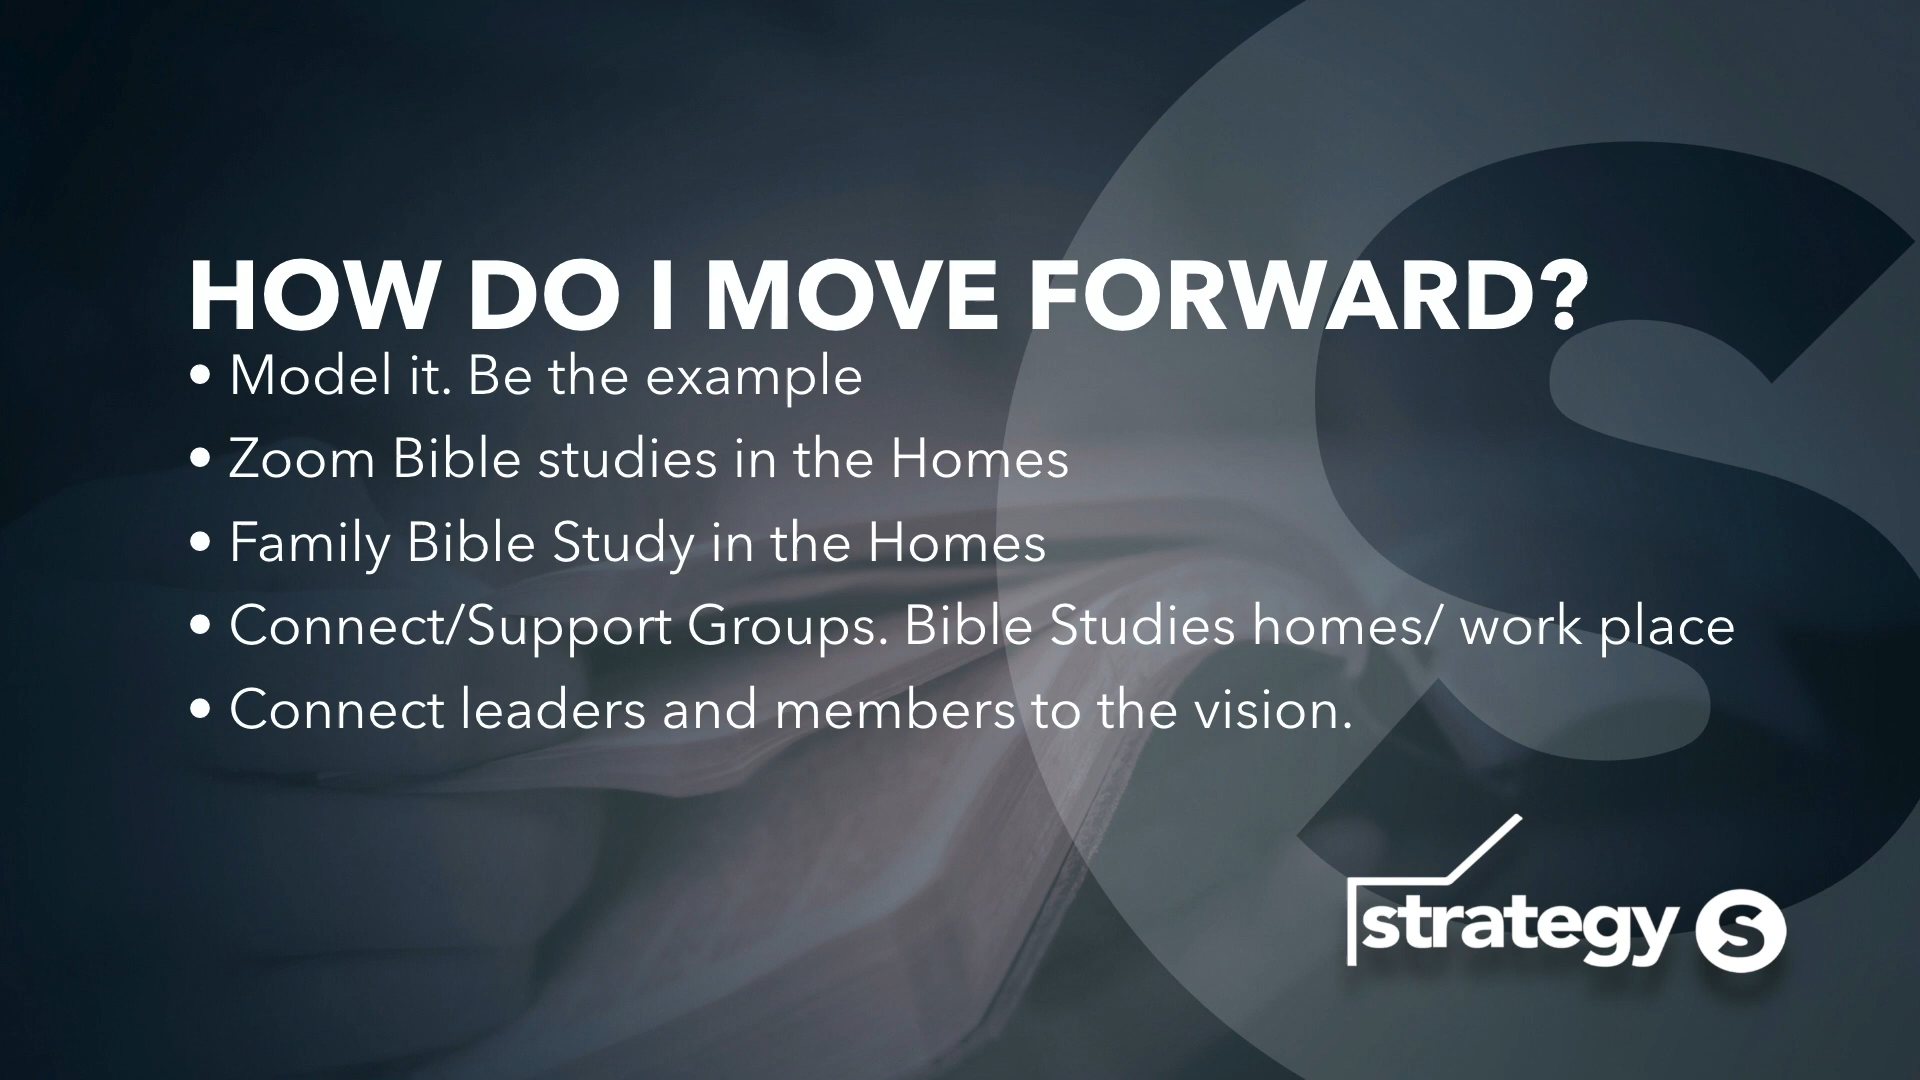 HOW DO I MOVE FORWARD?
• Model it. Be the example
• Zoom Bible studies in the Homes
• Family Bible Study in the Homes
• Connect/Support Groups. Bible Studies homes/ work place
• Connect leaders and members to the vision.
strategy S